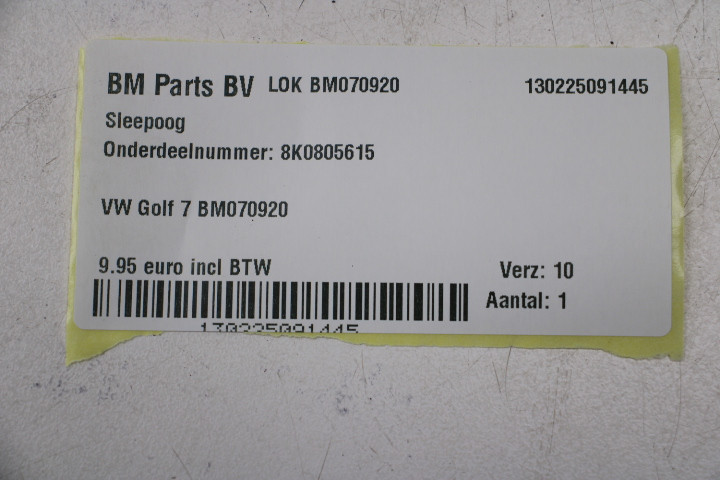 BM Parts BV LOK BM070920 130225091445
Sleepoog
Onderdeelnummer: 8K0805615
VW Golf 7 BM070920
9.95 euro incl BTW Verz: 10
Aantal: 1
130225091445